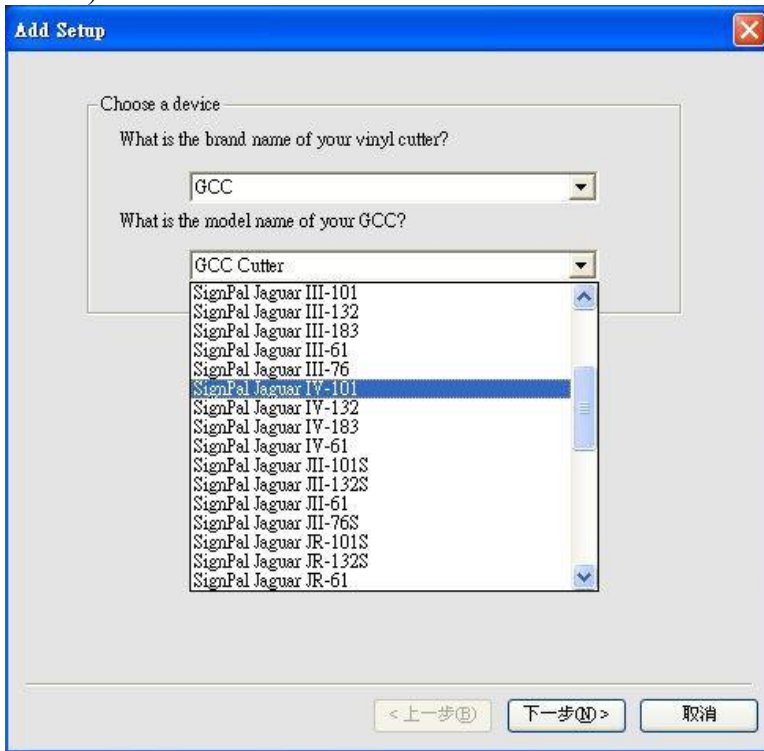 )
Add Setup
Choose a device
What is the brand name of your vinyl cutter?
GCC
What is the model name of your GCC?
GCC Cutter
SignPal Jaguar III-101
SignPal Jaguar III-132
SignPal Jaguar III-183
SignPal Jaguar III-61
SignPal Jaguar III-76
SignPal Jaguar IV-101
SignPal Jaguar IV-132
SignPal Jaguar IV-183
SignPal Jaguar IV-61
SignPal Jaguar JII-101S
SignPal Jaguar JII-132S
SignPal Jaguar JII-61
SignPal Jaguar JII-76S
SignPal Jaguar JR-101S
SignPal Jaguar JR-132S
SignPal Jaguar JR-61
<上一步(B) 下一步(N)> 取消